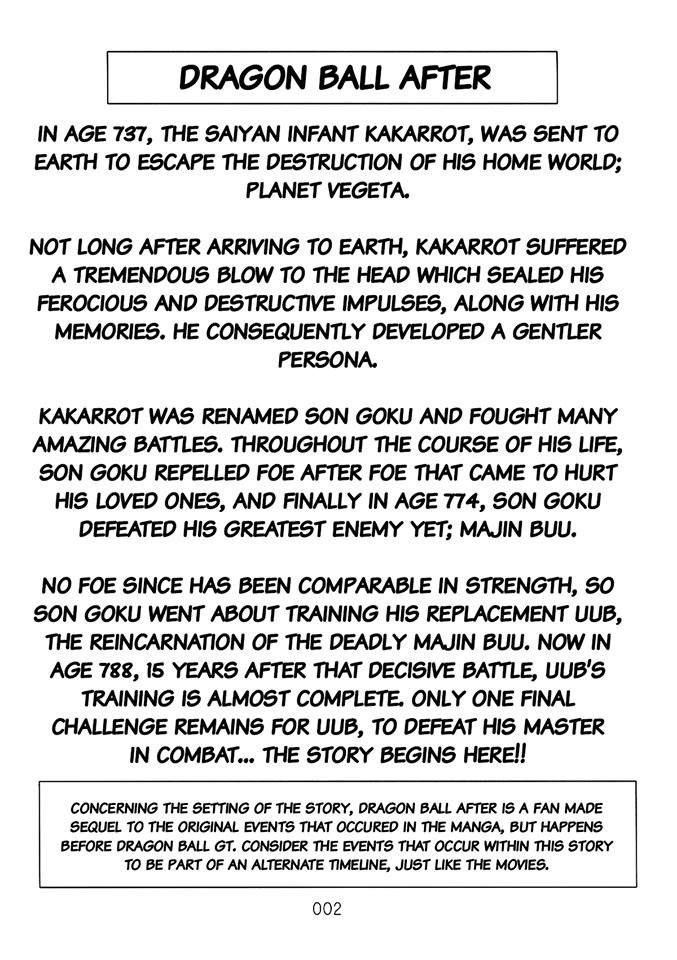 DRAGON BALL AFTER
IN AGE 737, THE SAIYAN INFANT KAKARROT, WAS SENT TO
EARTH TO ESCAPE THE DESTRUCTION OF HIS HOME WORLD;
PLANET VEGETA.
NOT LONG AFTER ARRIVING TO EARTH, KAKARROT SUFFERED
A TREMENDOUS BLOW TO THE HEAD WHICH SEALED HIS
FEROCIOUS AND DESTRUCTIVE IMPULSES, ALONG WITH HIS
MEMORIES. HE CONSEQUENTLY DEVELOPED A GENTLER
PERSONA.
KAKARROT WAS RENAMED SON GOKU AND FOUGHT MANY
AMAZING BATTLES. THROUGHOUT THE COURSE OF HIS LIFE,
SON GOKU REPELLED FOE AFTER FOE THAT CAME TO HURT
HIS LOVED ONES, AND FINALLY IN AGE 774, SON GOKU
DEFEATED HIS GREATEST ENEMY YET; MAJIN BUU.
NO FOE SINCE HAS BEEN COMPARABLE IN STRENGTH, SO
SON GOKU WENT ABOUT TRAINING HIS REPLACEMENT UUB,
THE REINCARNATION OF THE DEADLY MAJIN BUU. NOW IN
AGE 788, 15 YEARS AFTER THAT DECISIVE BATTLE, UUB'S
TRAINING IS ALMOST COMPLETE. ONLY ONE FINAL
CHALLENGE REMAINS FOR UUB, TO DEFEAT HIS MASTER
IN COMBAT... THE STORY BEGINS HERE!!
CONCERNING THE SETTING OF THE STORY, DRAGON BALL AFTER IS A FAN MADE
SEQUEL TO THE ORIGINAL EVENTS THAT OCCURED IN THE MANGA, BUT HAPPENS
BEFORE DRAGON BALL GT. CONSIDER THE EVENTS THAT OCCUR WITHIN THIS STORY
TO BE PART OF AN ALTERNATE TIMELINE, JUST LIKE THE MOVIES.
002